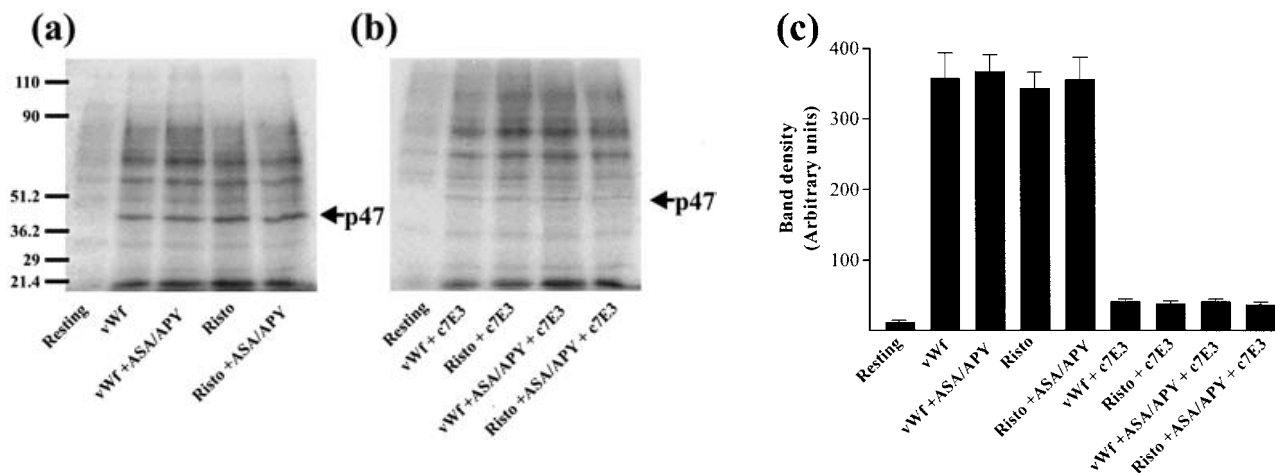 (a)
110
90
51.2
36.2
29
21.4
p47
Resting
vWf
vWf +ASA/APY
Risto
Risto +ASA/APY
(b)
p47
Resting
vWf + c7E3
Risto + c7E3
vWf +ASA/APY + c7E3
Risto +ASA/APY + c7E3
(c)
Band density
(Arbitrary units)
400
300
200
100
Resting
vWf
vWf +ASA/APY
Risto
Risto +ASA/APY
vWf + c7E3
Risto + c7E3
vWf +ASA/APY + c7E3
Risto +ASA/APY + c7E3